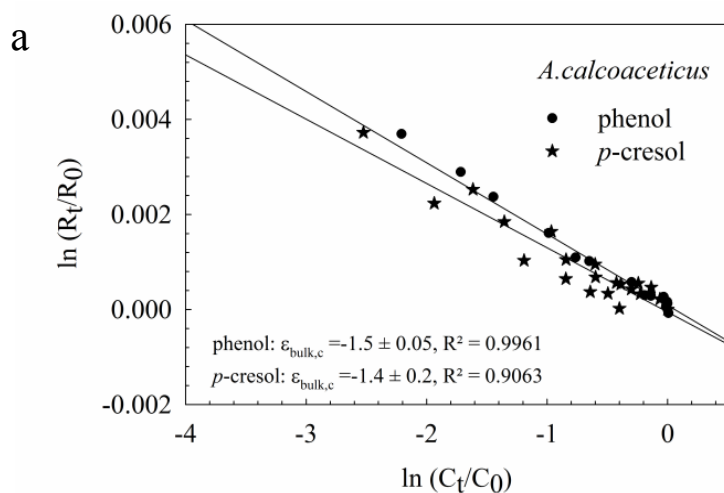 a
0.006
0.004
0.002
0.000
-0.002
ln (Rt/R0)
A.calcoaceticus
phenol
p-cresol
phenol: εbulk,c =-1.5 ± 0.05, R² = 0.9961
p-cresol: εbulk,c =-1.4 ± 0.2, R² = 0.9063
-4 -3 -2 -1 0
ln (Ct/C0)